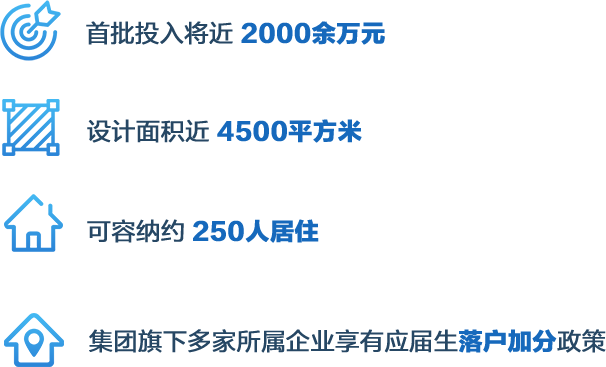 首批投入将近 2000余万元
设计面积近 4500平方米
可容纳约 250人居住
集团旗下多家所属企业享有应届生落户加分政策